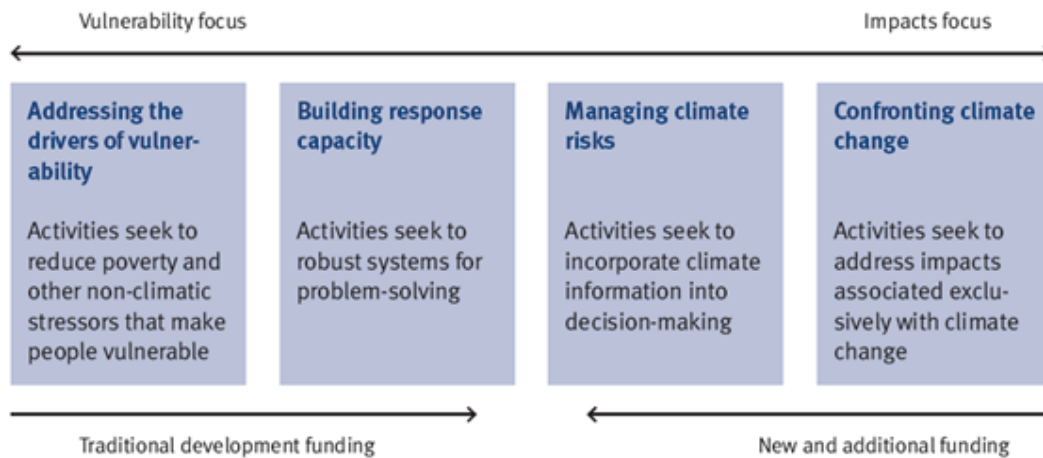 Vulnerability focus
Impacts focus
Addressing the
drivers of vulner-
ability
Activities seek to
reduce poverty and
other non-climatic
stressors that make
people vulnerable
Building response
capacity
Activities seek to
robust systems for
problem-solving
Managing climate
risks
Activities seek to
incorporate climate
information into
decision-making
Confronting climate
change
Activities seek to
address impacts
associated exclu-
sively with climate
change
Traditional development funding
New and additional funding